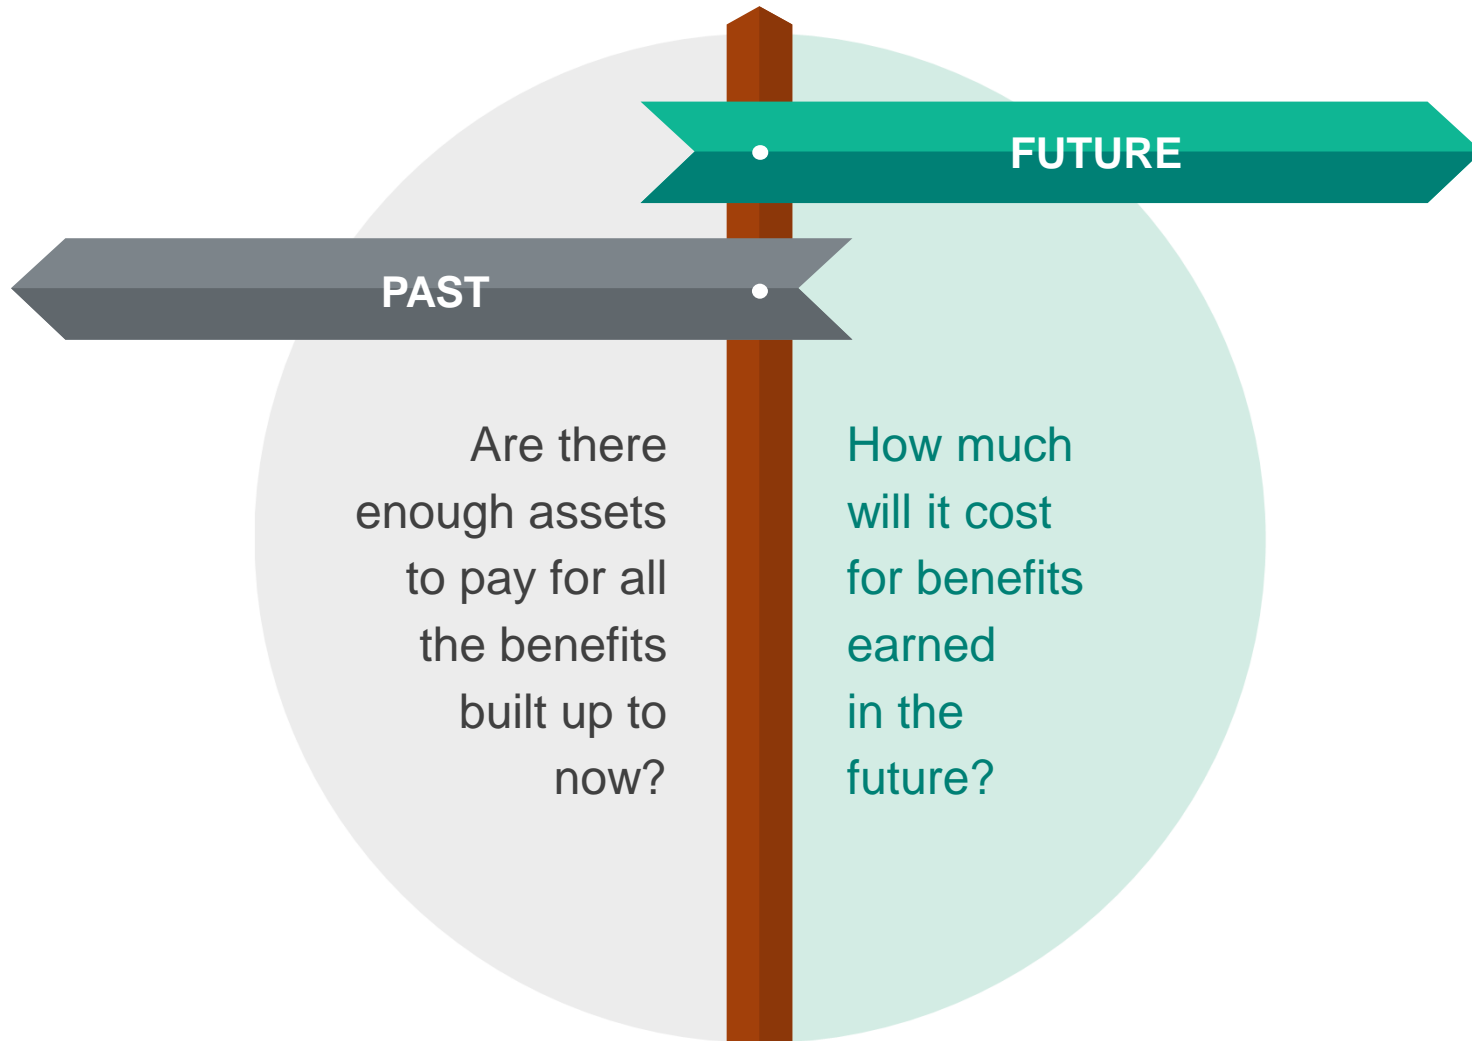 FUTURE
PAST
Are there
enough assets
to pay for all
the benefits
built up to
now?
How much
will it cost
for benefits
earned
in the
future?